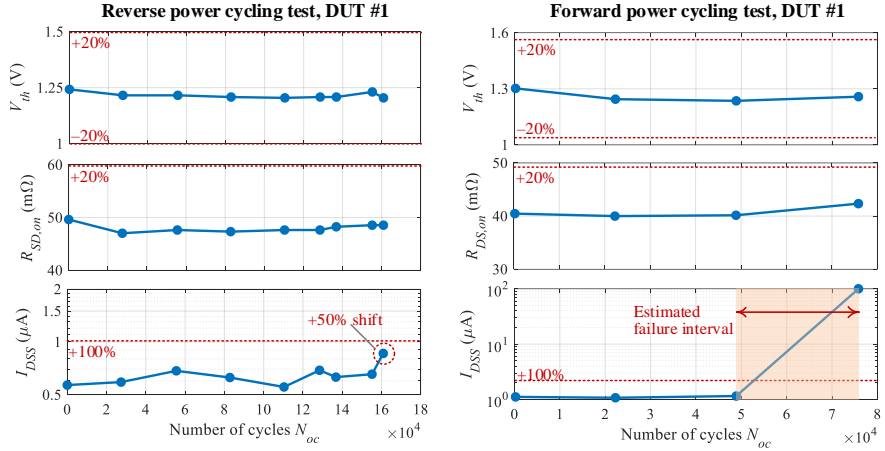 Reverse power cycling test, DUT #1
1.5
1.25
1
V_th (V)
+20%
−20%
60
50
40
R_SD,on (mΩ)
+20%
2
1.5
1
0.5
I_DSS (μA)
+50% shift
+100%
0 2 4 6 8 10 12 14 16 18
Number of cycles N_oc
×10^4
Forward power cycling test, DUT #1
1.6
1.3
1
V_th (V)
+20%
−20%
50
40
30
R_DS,on (mΩ)
+20%
10^2
10^1
10^0
I_DSS (μA)
Estimated
failure interval
+100%
0 1 2 3 4 5 6 7 8
Number of cycles N_oc
×10^4